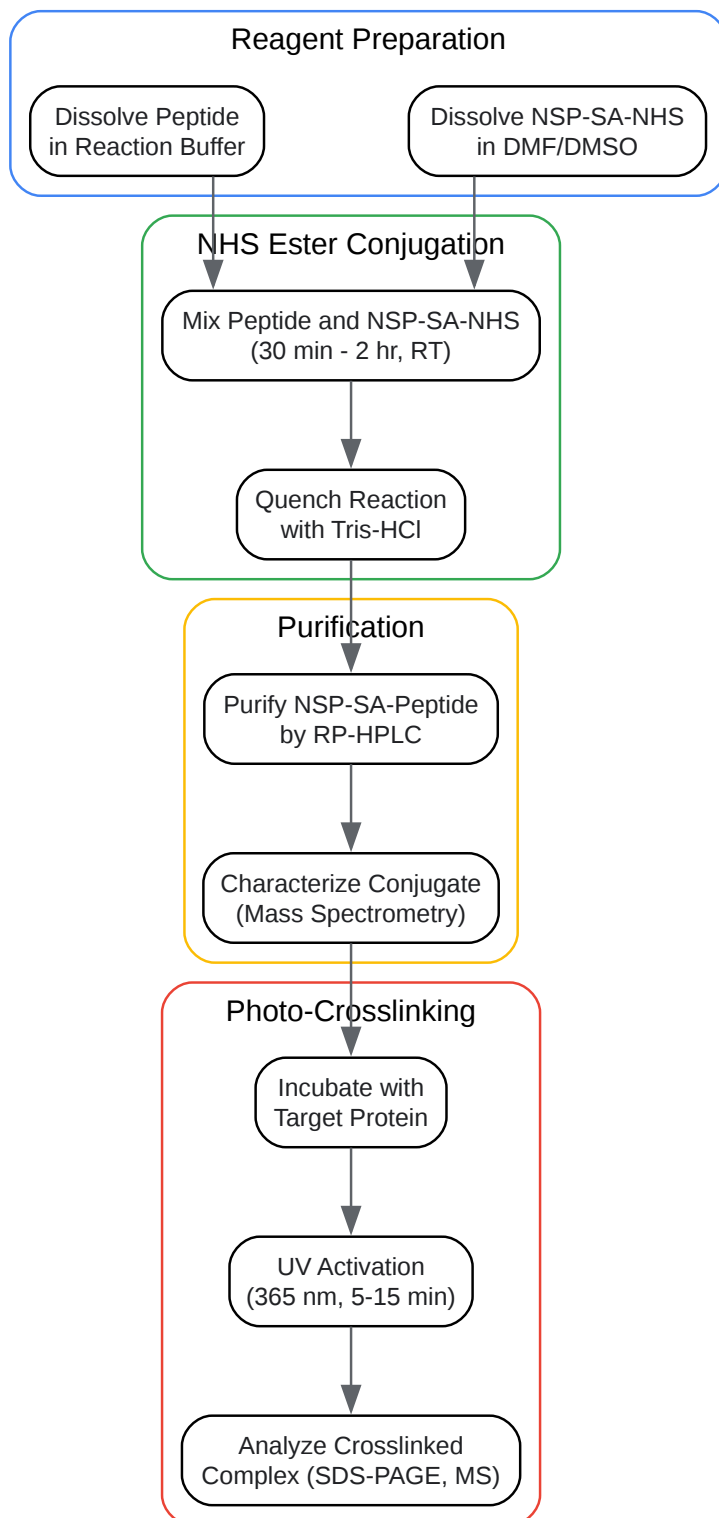 Reagent Preparation
Dissolve Peptide
in Reaction Buffer
Dissolve NSP-SA-NHS
in DMF/DMSO
NHS Ester Conjugation
Mix Peptide and NSP-SA-NHS
(30 min - 2 hr, RT)
Quench Reaction
with Tris-HCl
Purification
Purify NSP-SA-Peptide
by RP-HPLC
Characterize Conjugate
(Mass Spectrometry)
Photo-Crosslinking
Incubate with
Target Protein
UV Activation
(365 nm, 5-15 min)
Analyze Crosslinked
Complex (SDS-PAGE, MS)